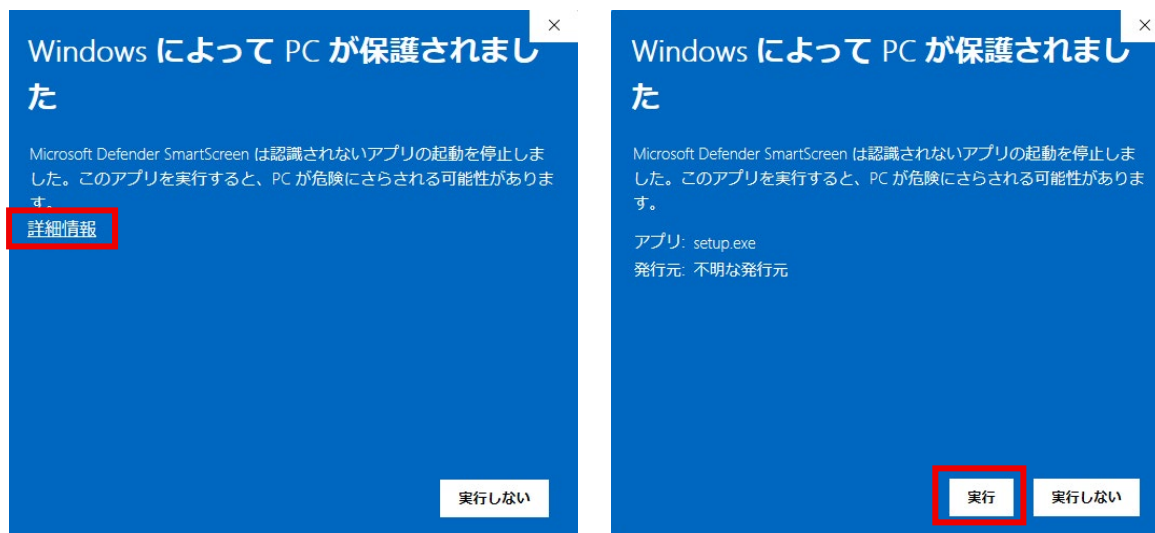 Windows によって PC が保護されまし
た
Microsoft Defender SmartScreen は認識されないアプリの起動を停止しま
した。このアプリを実行すると、PC が危険にさらされる可能性がありま
す。
詳細情報
実行しない
Windows によって PC が保護されまし
た
Microsoft Defender SmartScreen は認識されないアプリの起動を停止しま
した。このアプリを実行すると、PC が危険にさらされる可能性がありま
す。
アプリ: setup.exe
発行元: 不明な発行元
実行 実行しない